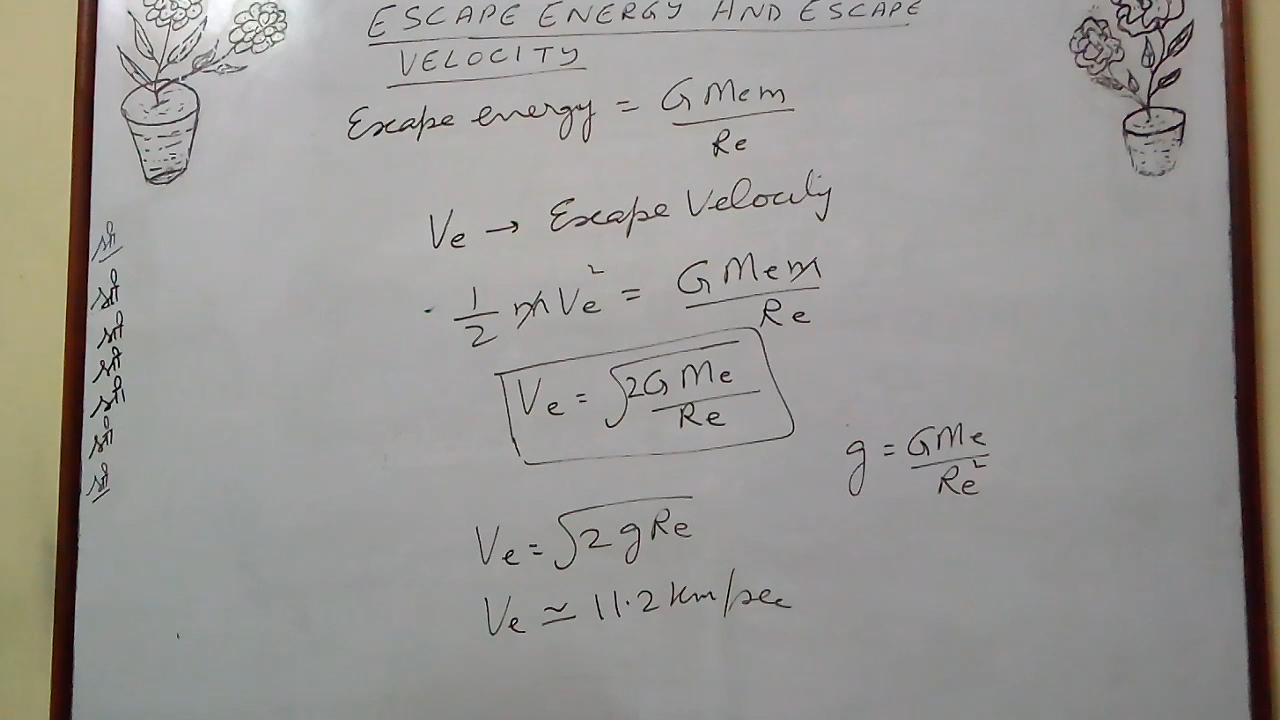 ESCAPE ENERGY AND ESCAPE
VELOCITY
Escape energy = GMem/Re
Ve → Escape Velocity
1/2 mVe² = GMem/Re
Ve = √2GMe/Re
g = GMe/Re²
Ve = √2gRe
Ve ≃ 11.2 km/sec